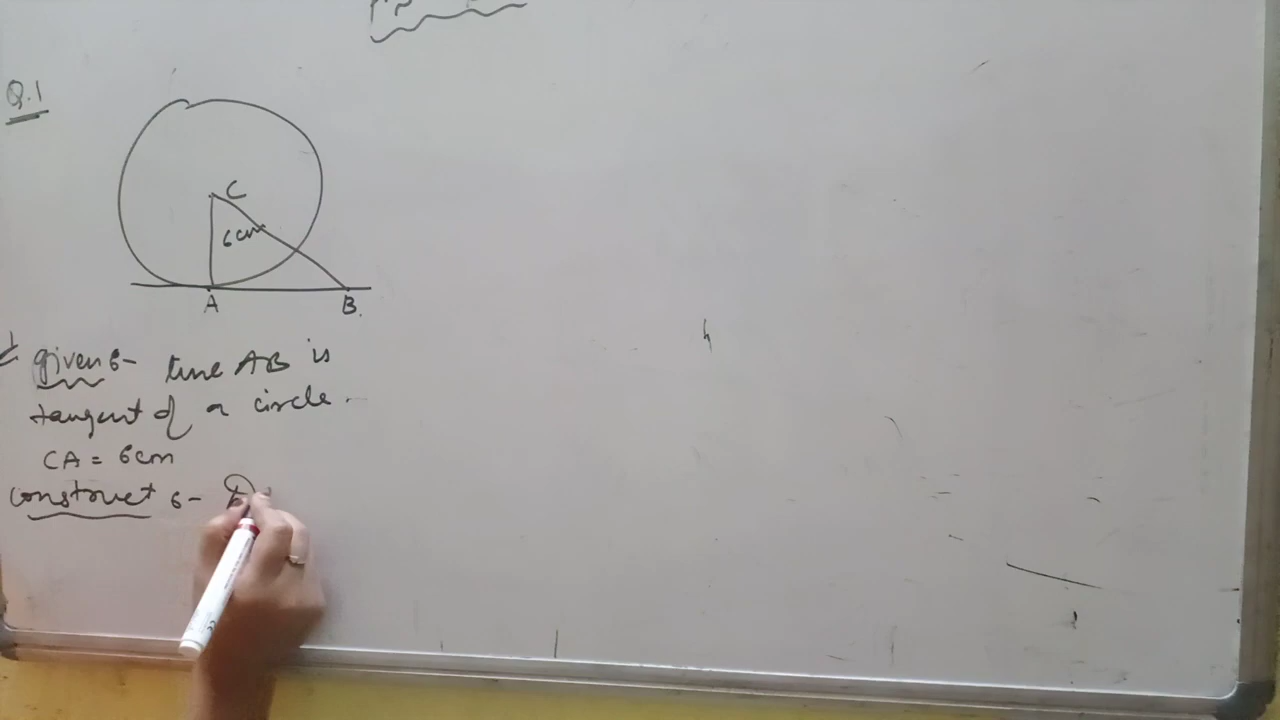 Q.1
C
6cm
A
B.
given :- line AB is
tangent of a circle.
CA = 6cm
construct :-